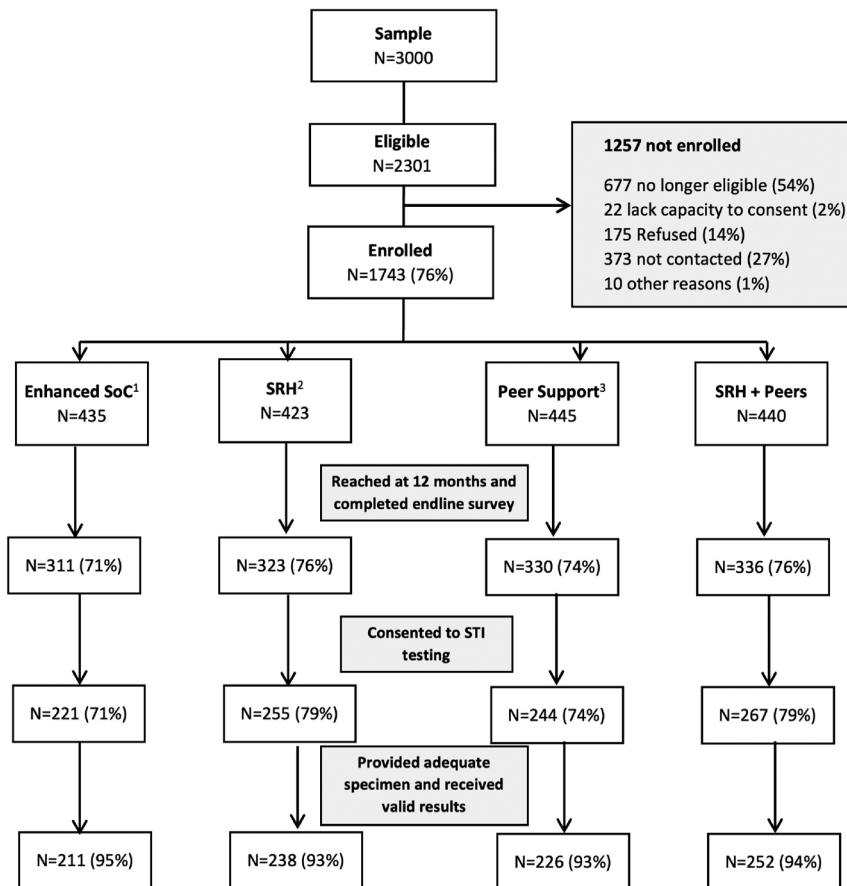 Sample
N=3000
Eligible
N=2301
1257 not enrolled
677 no longer eligible (54%)
22 lack capacity to consent (2%)
175 Refused (14%)
373 not contacted (27%)
10 other reasons (1%)
Enrolled
N=1743 (76%)
Enhanced SoC¹
N=435
SRH²
N=423
Peer Support³
N=445
SRH + Peers
N=440
Reached at 12 months and
completed endline survey
N=311 (71%)
N=323 (76%)
N=330 (74%)
N=336 (76%)
Consented to STI
testing
N=221 (71%)
N=255 (79%)
N=244 (74%)
N=267 (79%)
Provided adequate
specimen and received
valid results
N=211 (95%)
N=238 (93%)
N=226 (93%)
N=252 (94%)